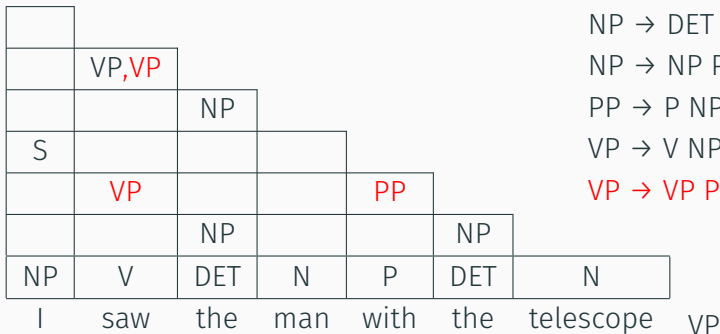 NP → DET
VP,VP
NP → NP P
NP
PP → P NP
S
VP → V NP
VP PP
VP → VP P
NP NP
NP V DET N P DET N
I saw the man with the telescope
VP